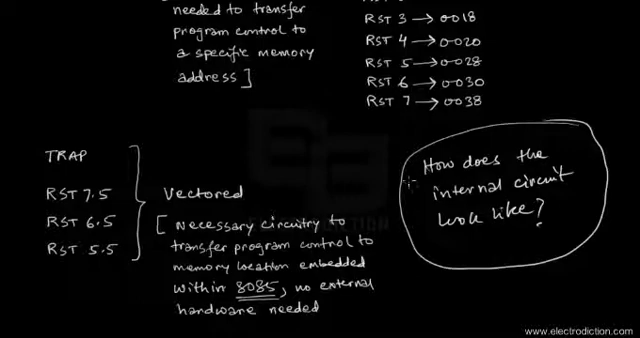 needed to transfer
program control to
a specific memory
address]
RST 3 → 0018
RST 4 → 0020
RST 5 → 0028
RST 6 → 0030
RST 7 → 0038
TRAP
RST 7.5
RST 6.5
RST 5.5
Vectored
[Necessary circuitry to
transfer program control to
memory location embedded
within 8085, no external
hardware needed
How does the
internal circuit
look like?
www.electrodiction.com